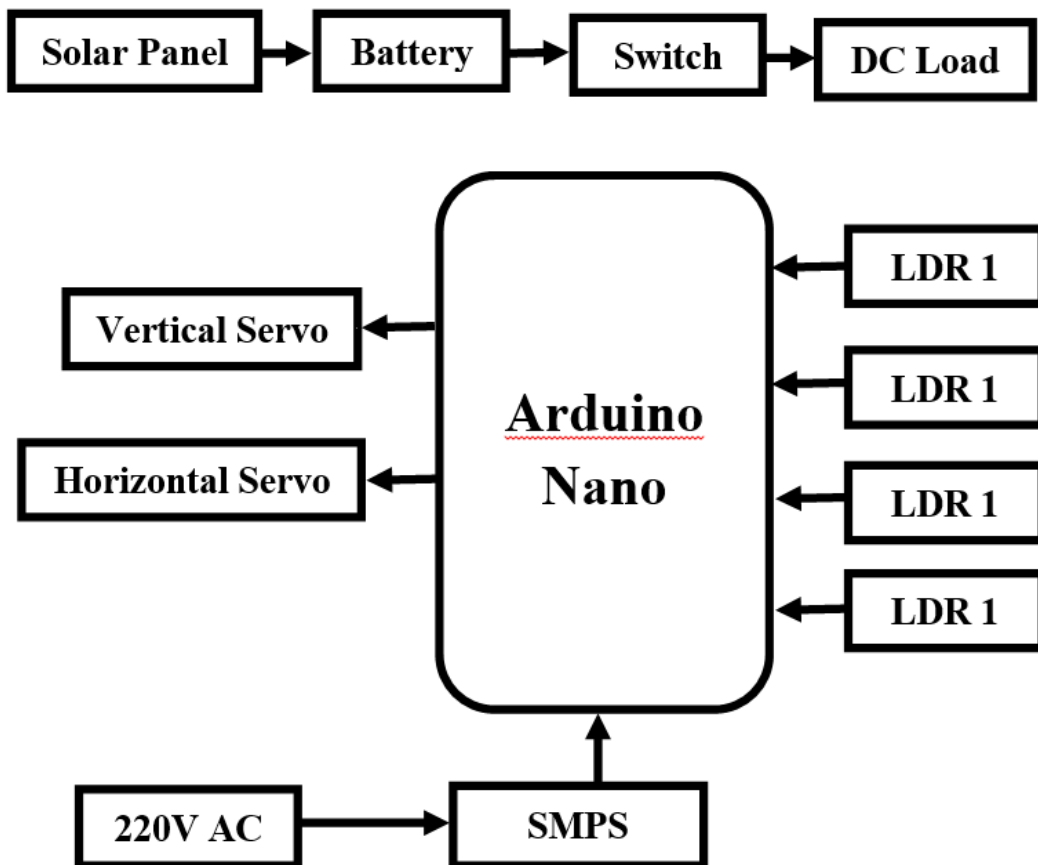 Solar Panel
Battery
Switch
DC Load
LDR 1
Vertical Servo
LDR 1
Arduino
Nano
Horizontal Servo
LDR 1
LDR 1
220V AC
SMPS